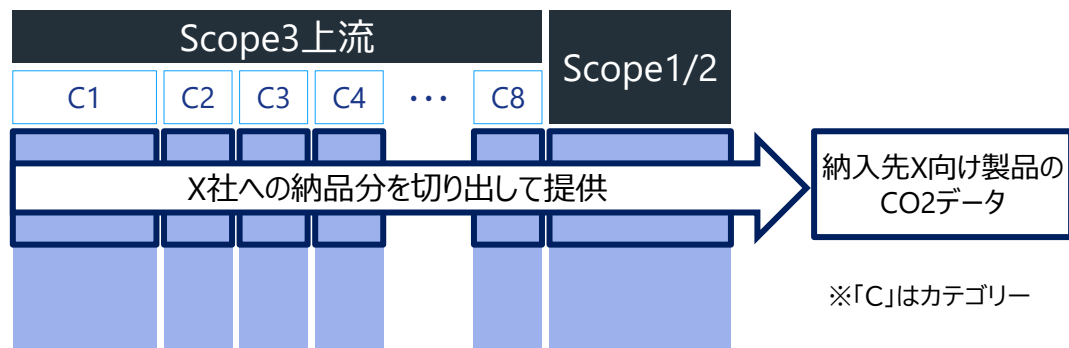 Scope3上流
Scope1/2
C1 C2 C3 C4 ・・・ C8
X社への納品分を切り出して提供
納入先X向け製品の
CO2データ
※「C」はカテゴリー